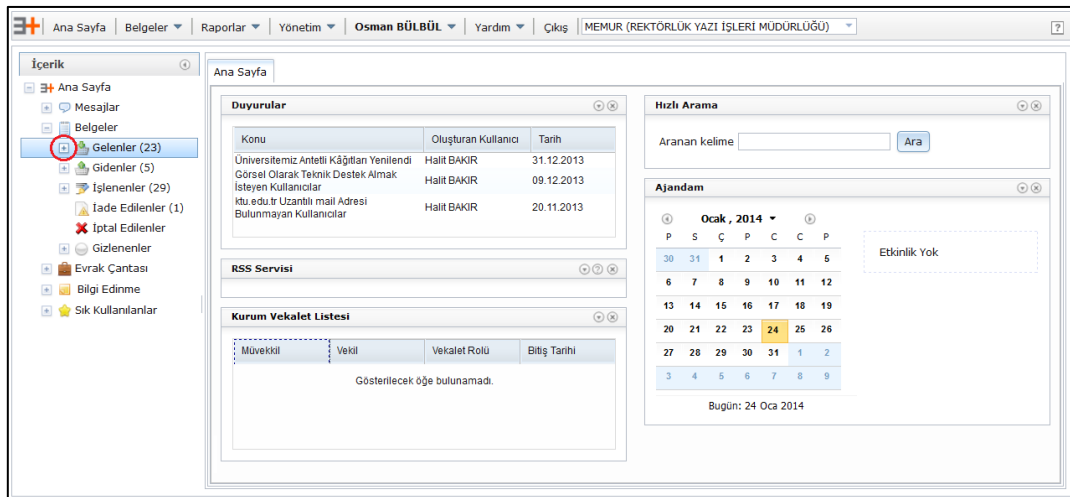 Ana Sayfa Belgeler Raporlar Yönetim Osman BÜLBÜL Yardım Çıkış MEMUR (REKTÖRLÜK YAZI İŞLERİ MÜDÜRLÜĞÜ) ?
İçerik
Ana Sayfa
Mesajlar
Belgeler
Gelenler (23)
Gidenler (5)
İşlenenler (29)
İade Edilenler (1)
İptal Edilenler
Gizlenenler
Evrak Çantası
Bilgi Edinme
Sık Kullanılanlar
Ana Sayfa
Duyurular
Konu Oluşturan Kullanıcı Tarih
Üniversitemiz Antetli Kâğıtları Yenilendi Halit BAKIR 31.12.2013
Görsel Olarak Teknik Destek Almak
İsteyen Kullanıcılar Halit BAKIR 09.12.2013
ktu.edu.tr Uzantılı mail Adresi
Bulunmayan Kullanıcılar Halit BAKIR 20.11.2013
RSS Servisi
Kurum Vekalet Listesi
Müvekkil Vekil Vekalet Rolü Bitiş Tarihi
Gösterilecek öğe bulunamadı.
Hızlı Arama
Aranan kelime Ara
Ajandam
Ocak , 2014
P S Ç P C C P
30 31 1 2 3 4 5
6 7 8 9 10 11 12
13 14 15 16 17 18 19
20 21 22 23 24 25 26
27 28 29 30 31 1 2
3 4 5 6 7 8 9
Bugün: 24 Oca 2014
Etkinlik Yok